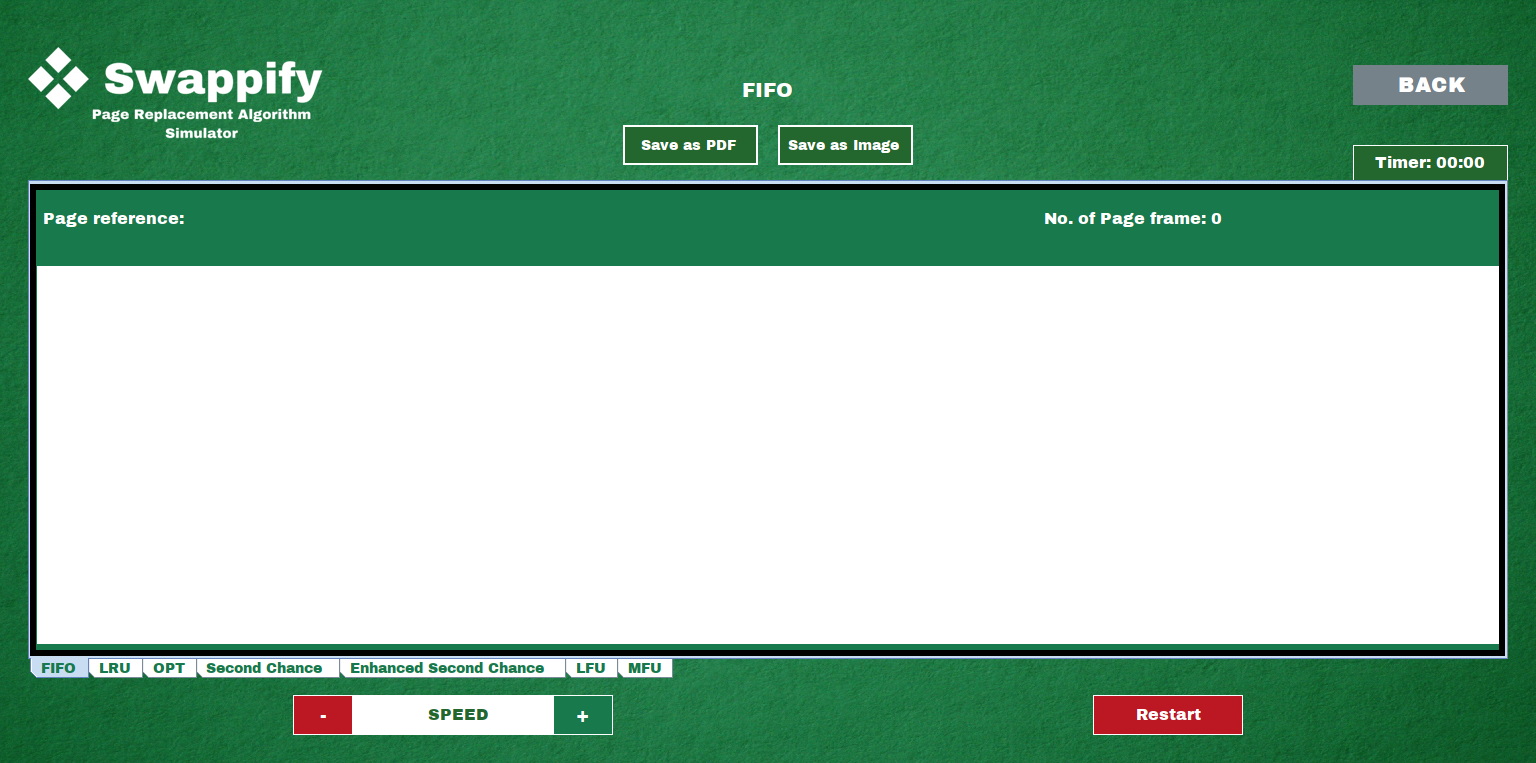 Swappify
Page Replacement Algorithm
Simulator
FIFO
BACK
Save as PDF
Save as Image
Timer: 00:00
Page reference:
No. of Page frame: 0
FIFO
LRU
OPT
Second Chance
Enhanced Second Chance
LFU
MFU
-
SPEED
+
Restart